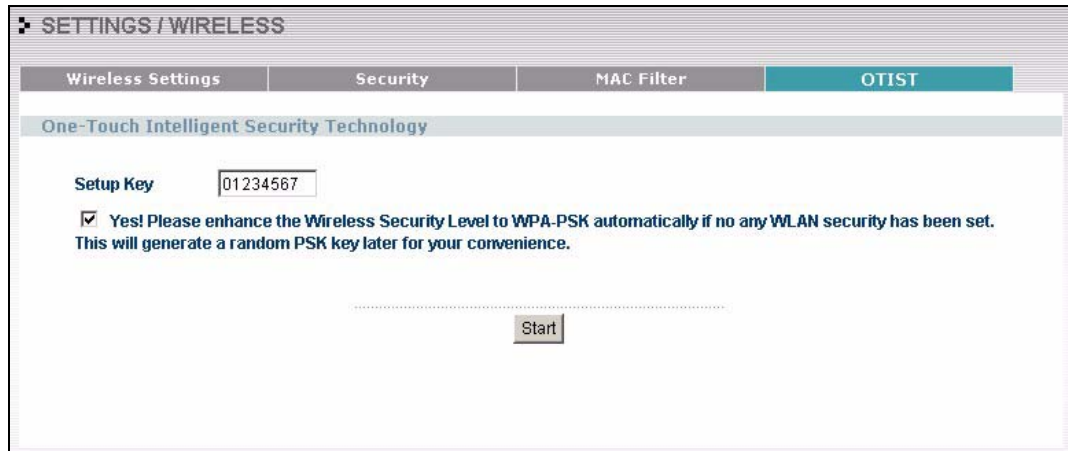 SETTINGS / WIRELESS
Wireless Settings Security MAC Filter OTIST
One-Touch Intelligent Security Technology
Setup Key 01234567
Yes! Please enhance the Wireless Security Level to WPA-PSK automatically if no any WLAN security has been set.
This will generate a random PSK key later for your convenience.
Start